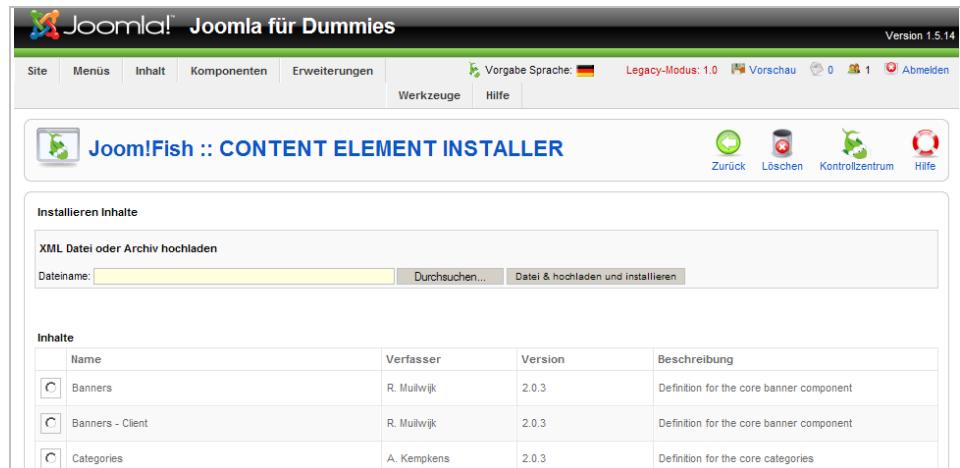 Joomla! Joomla für Dummies
Version 1.5.14
Site Menüs Inhalt Komponenten Erweiterungen Vorgabe Sprache: Legacy-Modus: 1.0 Vorschau 0 1 Abmelden
Werkzeuge Hilfe
Joom!Fish :: CONTENT ELEMENT INSTALLER
Zurück Löschen Kontrollzentrum Hilfe
Installieren Inhalte
XML Datei oder Archiv hochladen
Dateiname: Durchsuchen... Datei & hochladen und installieren
Inhalte
Name Verfasser Version Beschreibung
Banners R. Muilwijk 2.0.3 Definition for the core banner component
Banners - Client R. Muilwijk 2.0.3 Definition for the core banner component
Categories A. Kempkens 2.0.3 Definition for the core categories